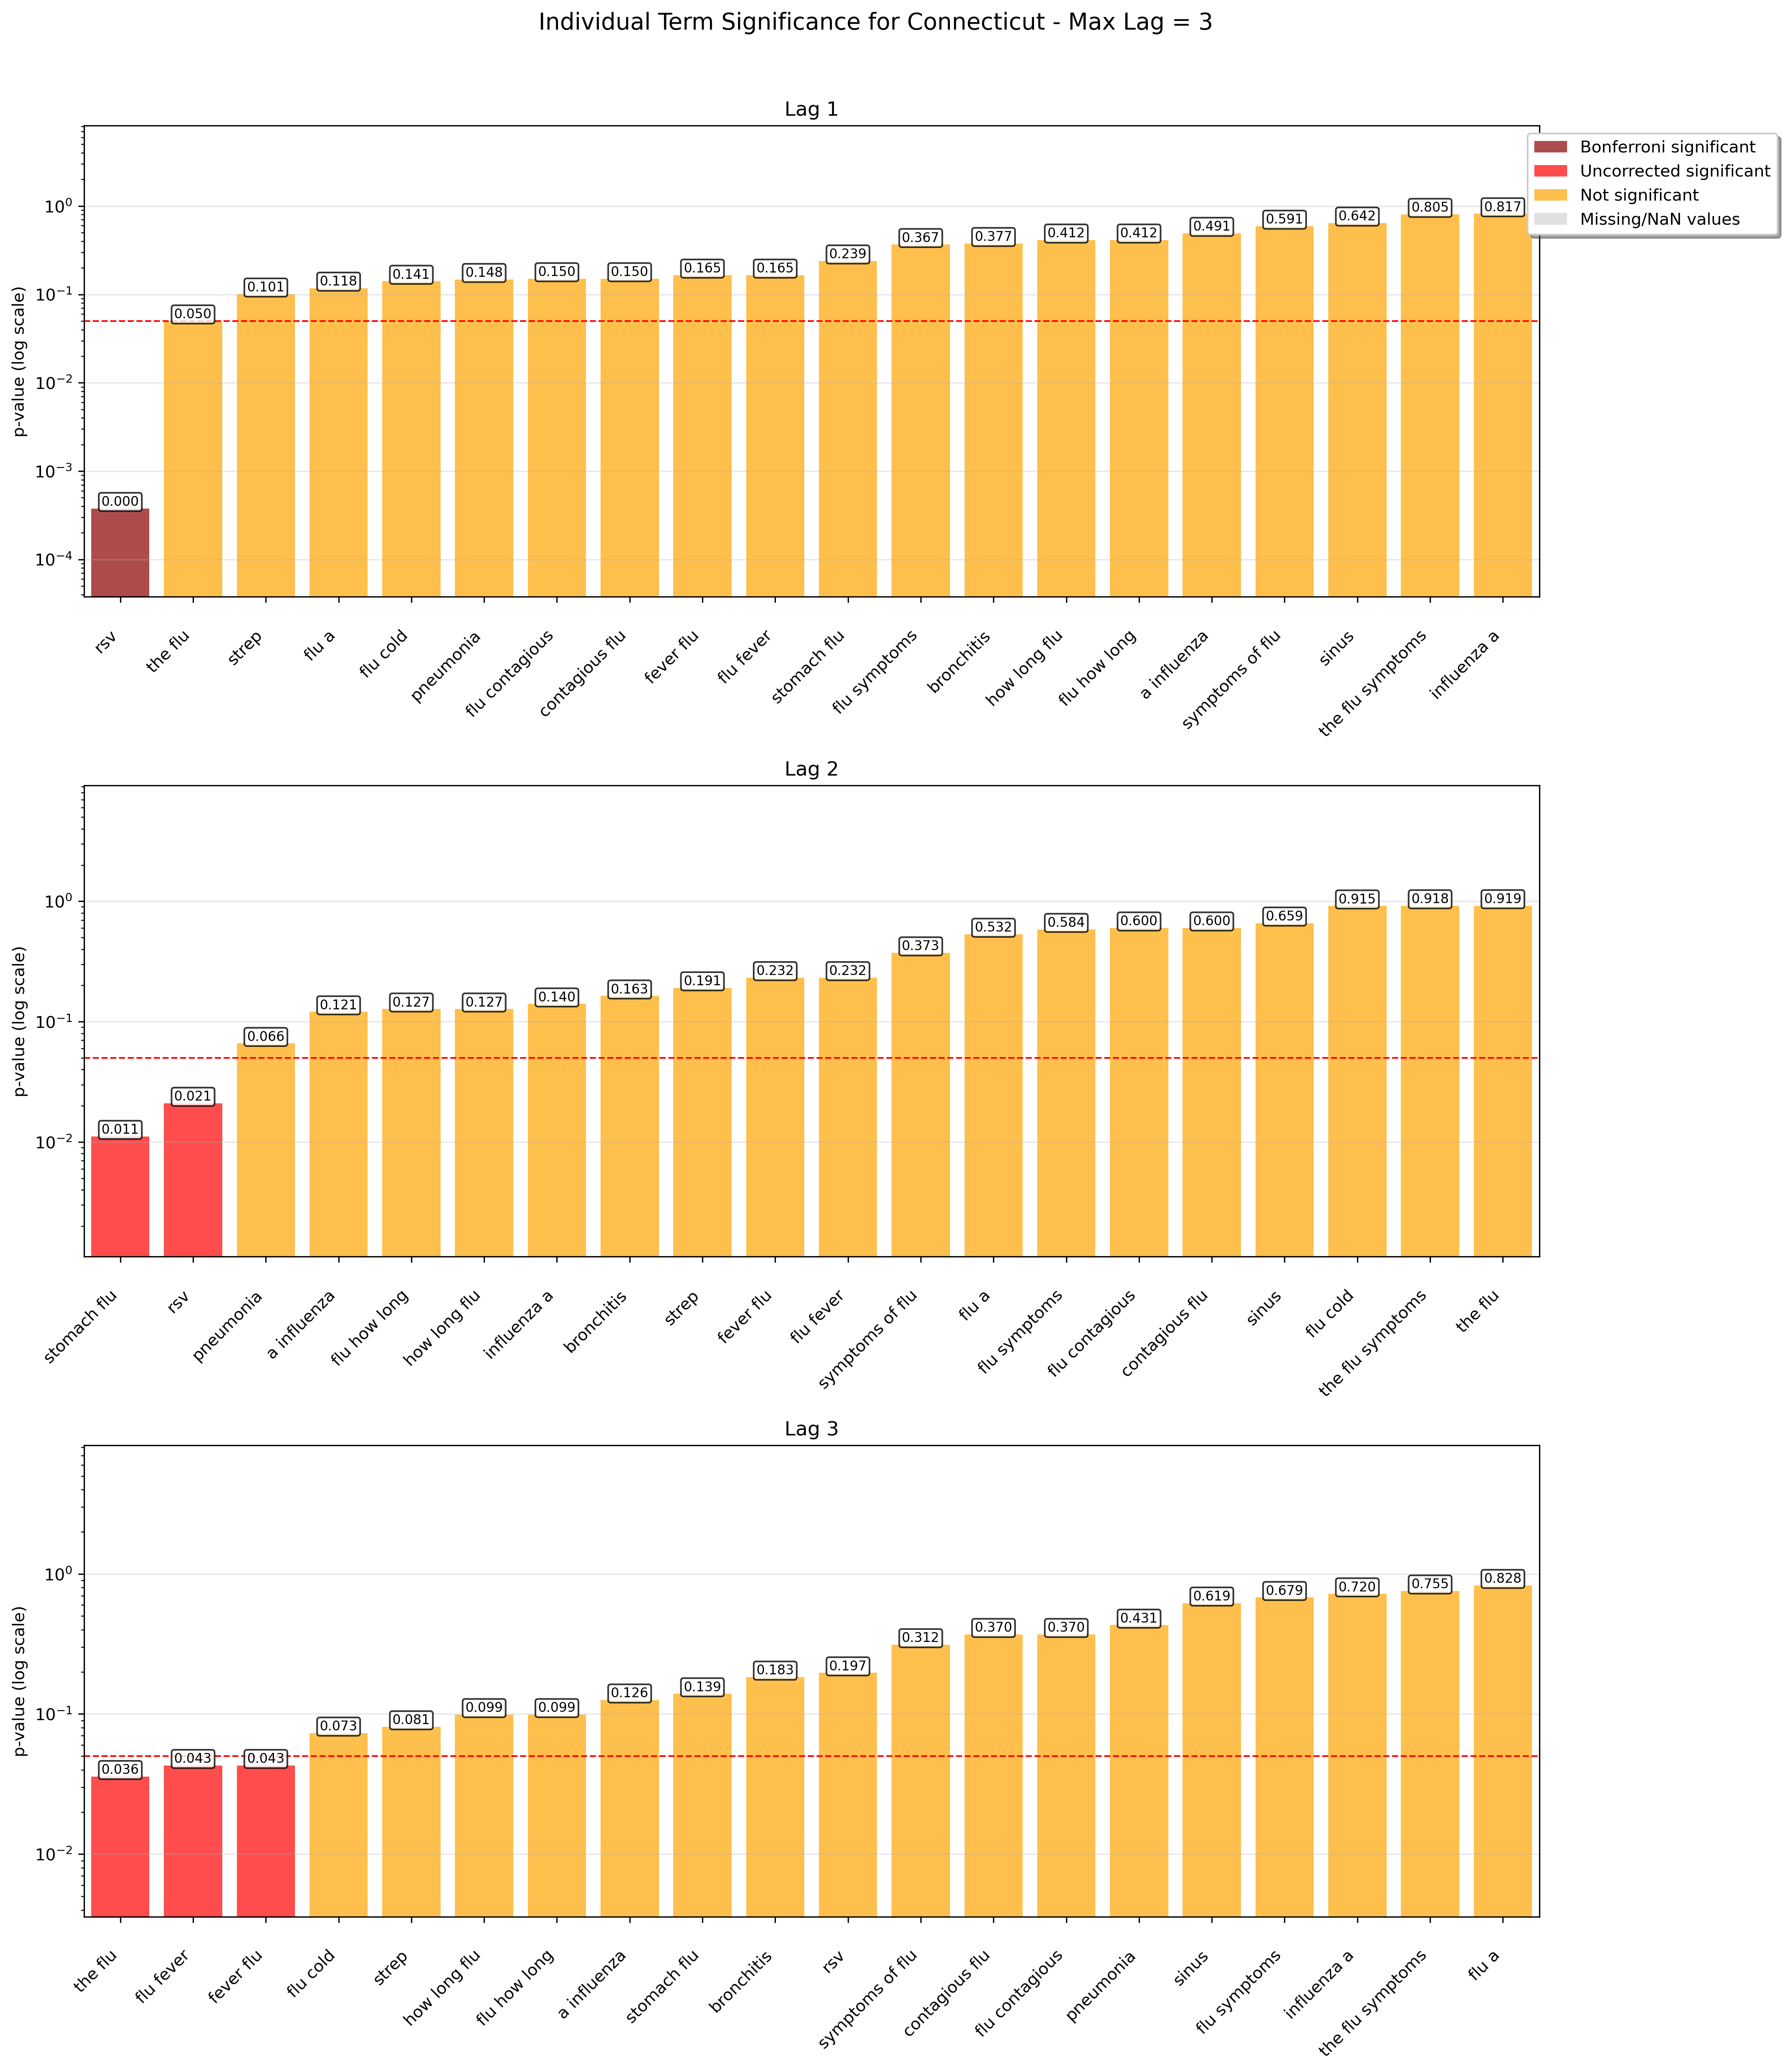 Individual Term Significance for Connecticut - Max Lag = 3
Lag 1
Bonferroni significant
Uncorrected significant
Not significant
Missing/NaN values
p-value (log scale)
10⁰
10⁻¹
10⁻²
10⁻³
10⁻⁴
0.000 0.050 0.101 0.118 0.141 0.148 0.150 0.150 0.165 0.165 0.239 0.367 0.377 0.412 0.412 0.491 0.591 0.642 0.805 0.817
rsv
the flu
strep
flu a
flu cold
pneumonia
flu contagious
contagious flu
fever flu
flu fever
stomach flu
flu symptoms
bronchitis
how long flu
flu how long
a influenza
symptoms of flu
sinus
the flu symptoms
influenza a
Lag 2
p-value (log scale)
10⁰
10⁻¹
10⁻²
0.011 0.021 0.066 0.121 0.127 0.127 0.140 0.163 0.191 0.232 0.232 0.373 0.532 0.584 0.600 0.600 0.659 0.915 0.918 0.919
stomach flu
rsv
pneumonia
a influenza
flu how long
how long flu
influenza a
bronchitis
strep
fever flu
flu fever
symptoms of flu
flu a
flu symptoms
flu contagious
contagious flu
sinus
flu cold
the flu symptoms
the flu
Lag 3
p-value (log scale)
10⁰
10⁻¹
10⁻²
0.036 0.043 0.043 0.073 0.081 0.099 0.099 0.126 0.139 0.183 0.197 0.312 0.370 0.370 0.431 0.619 0.679 0.720 0.755 0.828
the flu
flu fever
fever flu
flu cold
strep
how long flu
flu how long
a influenza
stomach flu
bronchitis
rsv
symptoms of flu
contagious flu
flu contagious
pneumonia
sinus
flu symptoms
influenza a
the flu symptoms
flu a